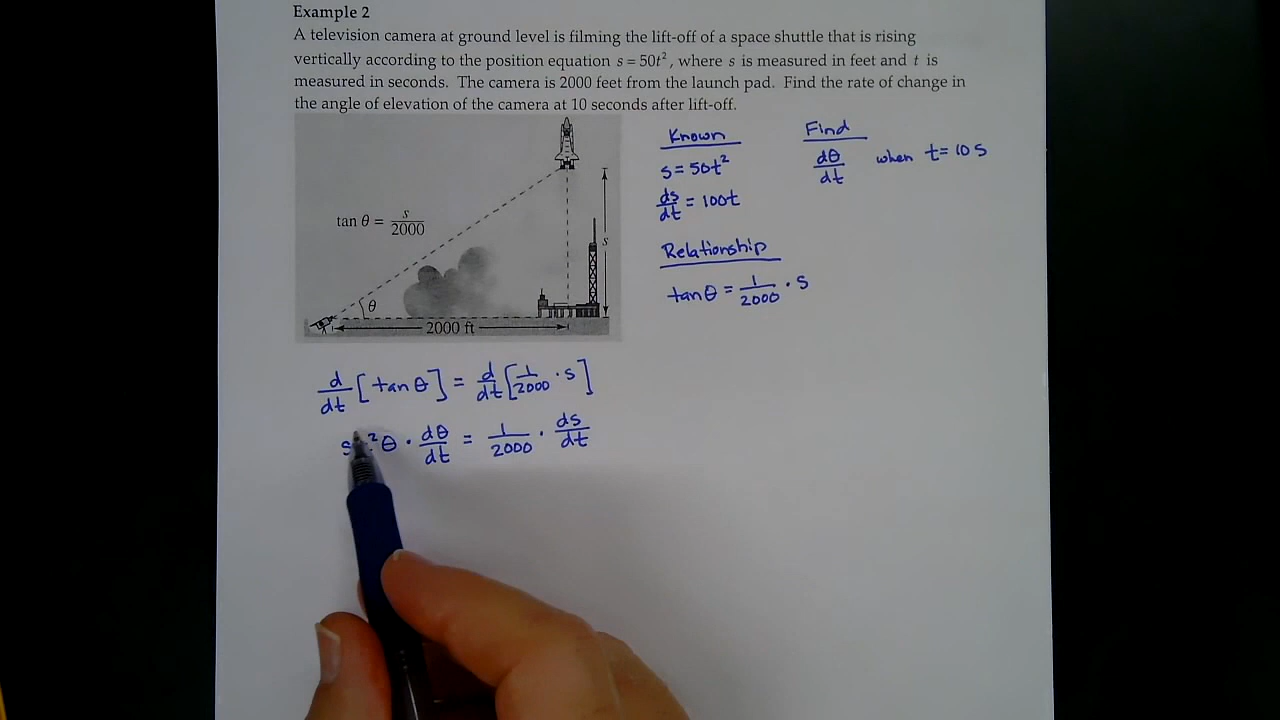 Example 2
A television camera at ground level is filming the lift-off of a space shuttle that is rising
vertically according to the position equation s = 50t², where s is measured in feet and t is
measured in seconds. The camera is 2000 feet from the launch pad. Find the rate of change in
the angle of elevation of the camera at 10 seconds after lift-off.
tan θ = s/2000
s
θ
2000 ft
Known
s = 50t²
ds/dt = 100t
Find
dθ/dt when t = 10 s
Relationship
tan θ = 1/2000 · s
d/dt [tan θ] = d/dt [1/2000 · s]
²θ · dθ/dt = 1/2000 · ds/dt